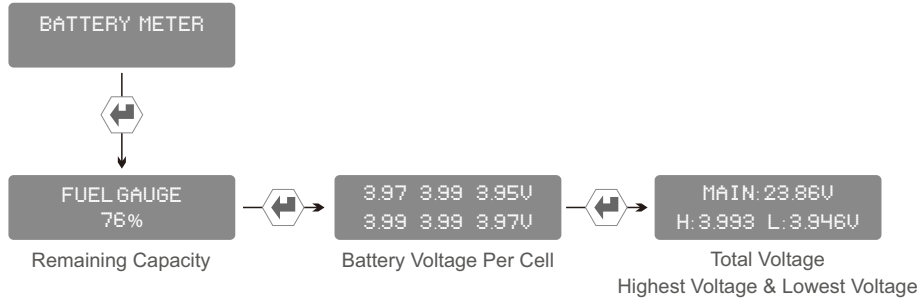 BATTERY METER
FUEL GAUGE
76%
Remaining Capacity
3.97 3.99 3.95V
3.99 3.99 3.97V
Battery Voltage Per Cell
MAIN:23.86V
H:3.993 L:3.946V
Total Voltage
Highest Voltage & Lowest Voltage